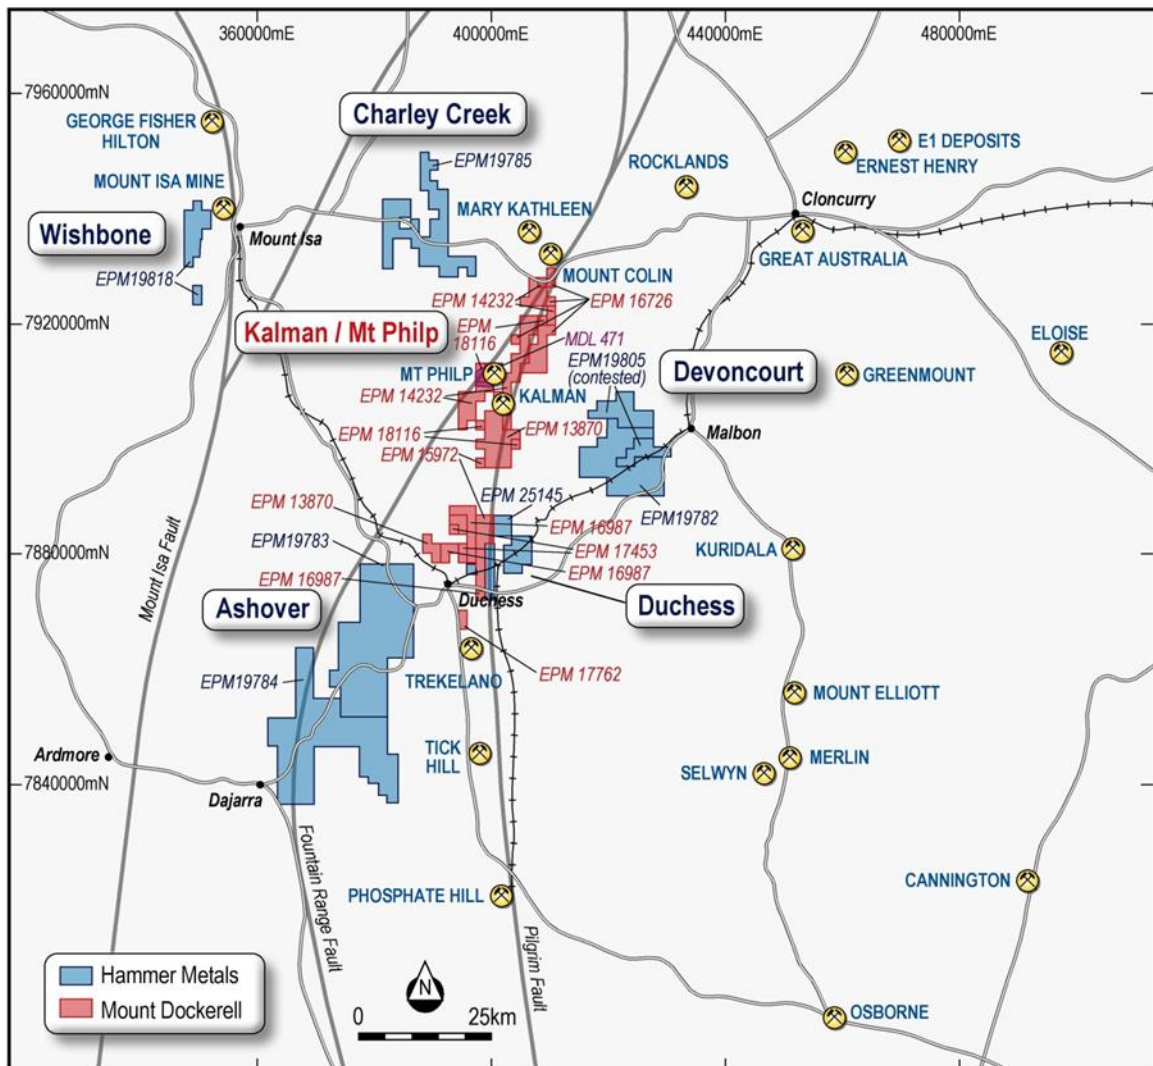 360000mE
400000mE
440000mE
480000mE
7960000mN
GEORGE FISHER
HILTON
Charley Creek
EPM19785
ROCKLANDS
E1 DEPOSITS
ERNEST HENRY
MOUNT ISA MINE
MARY KATHLEEN
Cloncurry
Wishbone
Mount Isa
EPM19818
GREAT AUSTRALIA
MOUNT COLIN
EPM 14232
EPM 16726
7920000mN
Kalman / Mt Philp
EPM
18116
MDL 471
EPM19805
(contested)
ELOISE
Devoncourt
MT PHILP
GREENMOUNT
EPM 14232
KALMAN
EPM 18116
EPM 13870
Malbon
EPM 15972
EPM 25145
EPM 13870
EPM19782
EPM 16987
EPM19783
7880000mN
EPM 17453
KURIDALA
EPM 16987
EPM 16987
Mount Isa Fault
Ashover
Duchess
Duchess
EPM19784
TREKELANO
EPM 17762
MOUNT ELLIOTT
Ardmore
TICK
HILL
MERLIN
SELWYN
7840000mN
Dajarra
Fountain Range Fault
PHOSPHATE HILL
Pilgrim Fault
CANNINGTON
Hammer Metals
Mount Dockerell
N
0
25km
OSBORNE